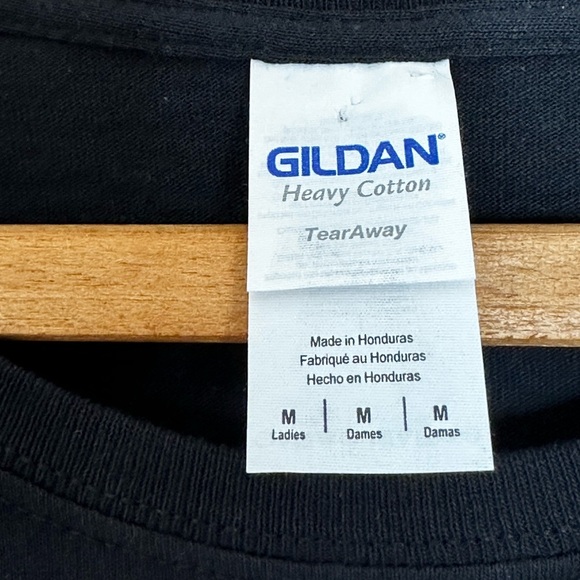 GILDAN®
Heavy Cotton
TearAway
Made in Honduras
Fabriqué au Honduras
Hecho en Honduras
M | M | M
Ladies | Dames | Damas